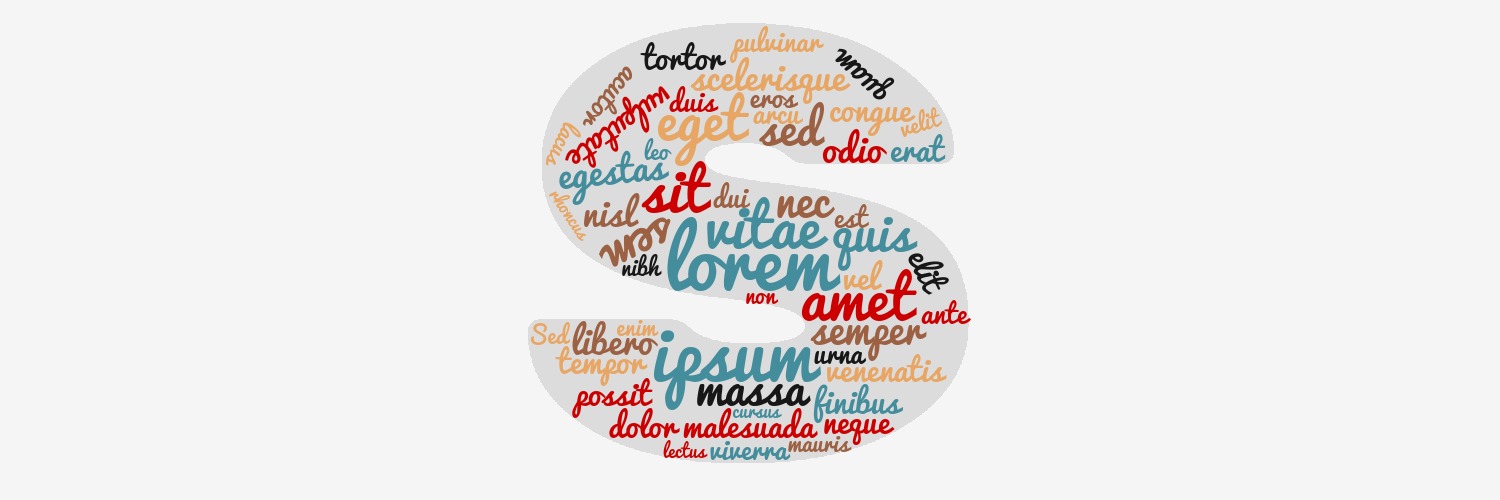 pulvinar
tortor
quam
scelerisque
auctor
vulputate
duis
eros
arcu
congue
velit
eget
sed
lacus
leo
odio
erat
egestas
sit
dui
nec
est
rhoncus
nisl
sem
vitae
quis
nibh
lorem
vel
elit
non
amet
ante
Sed
libero
enim
semper
tempor
ipsum
urna
venenatis
possit
massa
cursus
finibus
dolor
malesuada
neque
lectus
viverra
mauris